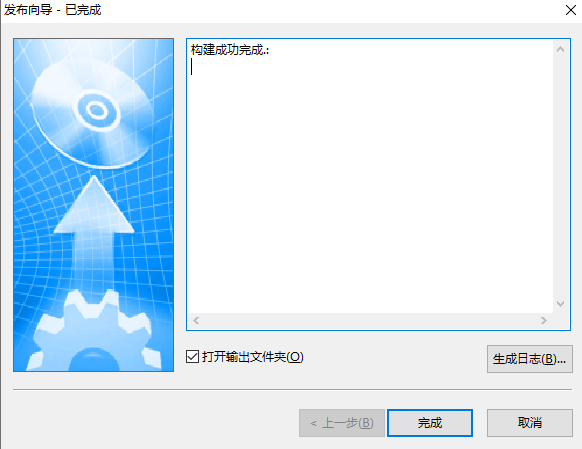 发布向导 - 已完成
构建成功完成.:
打开输出文件夹(O)
生成日志(B)...
< 上一步(B)
完成
取消